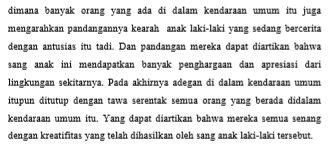 dimana banyak orang yang ada di dalam kendaraan umum itu juga
mengarahkan pandangannya kearah anak laki-laki yang sedang bercerita
dengan antusias itu tadi. Dan pandangan mereka dapat diartikan bahwa
sang anak ini mendapatkan banyak penghargaan dan apresiasi dari
lingkungan sekitarnya. Pada akhirnya adegan di dalam kendaraan umum
itupun ditutup dengan tawa serentak semua orang yang berada didalam
kendaraan umum itu. Yang dapat diartikan bahwa mereka semua senang
dengan kreatifitas yang telah dihasilkan oleh sang anak laki-laki tersebut.